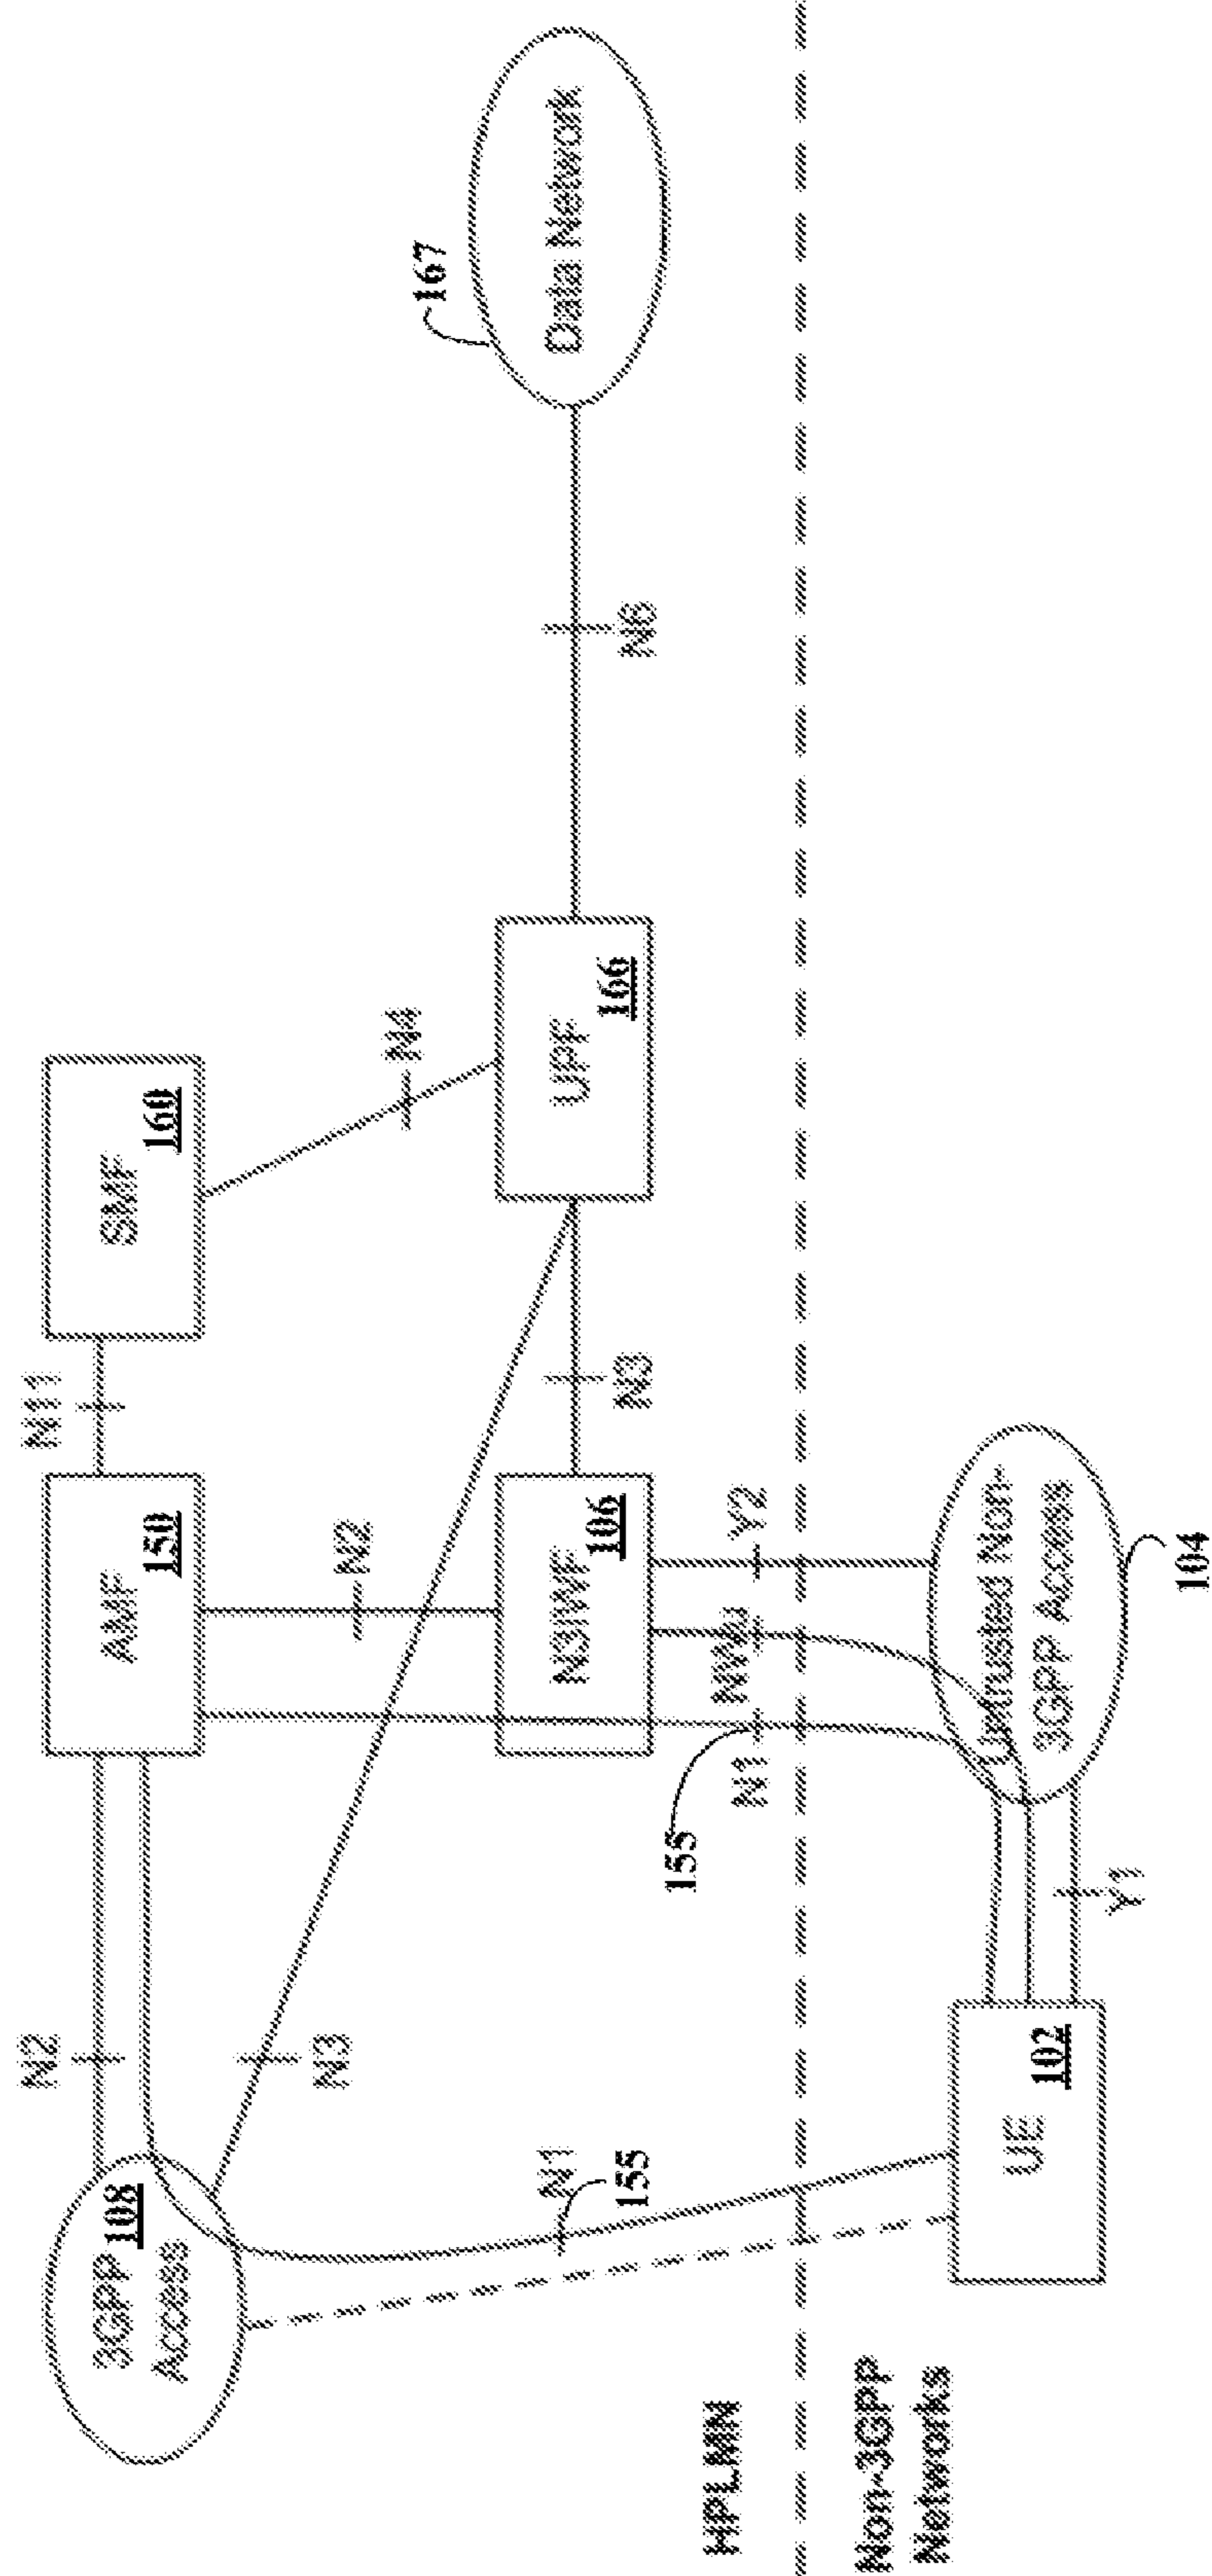 3GPP
Access
108
N2
AMF
150
N11
SMF
160
N3
N2
N4
167
Data Network
N1
155
155
N3IWF
106
N3
UPF
166
N6
HPLMN
N1
NWu
Y2
Non-3GPP
Networks
UE
102
Y1
Untrusted Non-
3GPP Access
104